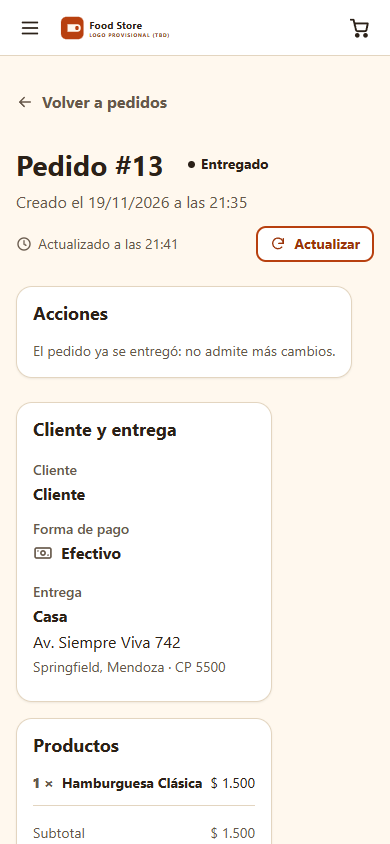 Food Store
LOGO PROVISIONAL (TBD)
Volver a pedidos
Pedido #13
Entregado
Creado el 19/11/2026 a las 21:35
Actualizado a las 21:41
Actualizar
Acciones
El pedido ya se entregó: no admite más cambios.
Cliente y entrega
Cliente
Cliente
Forma de pago
Efectivo
Entrega
Casa
Av. Siempre Viva 742
Springfield, Mendoza · CP 5500
Productos
1 × Hamburguesa Clásica $ 1.500
Subtotal $ 1.500